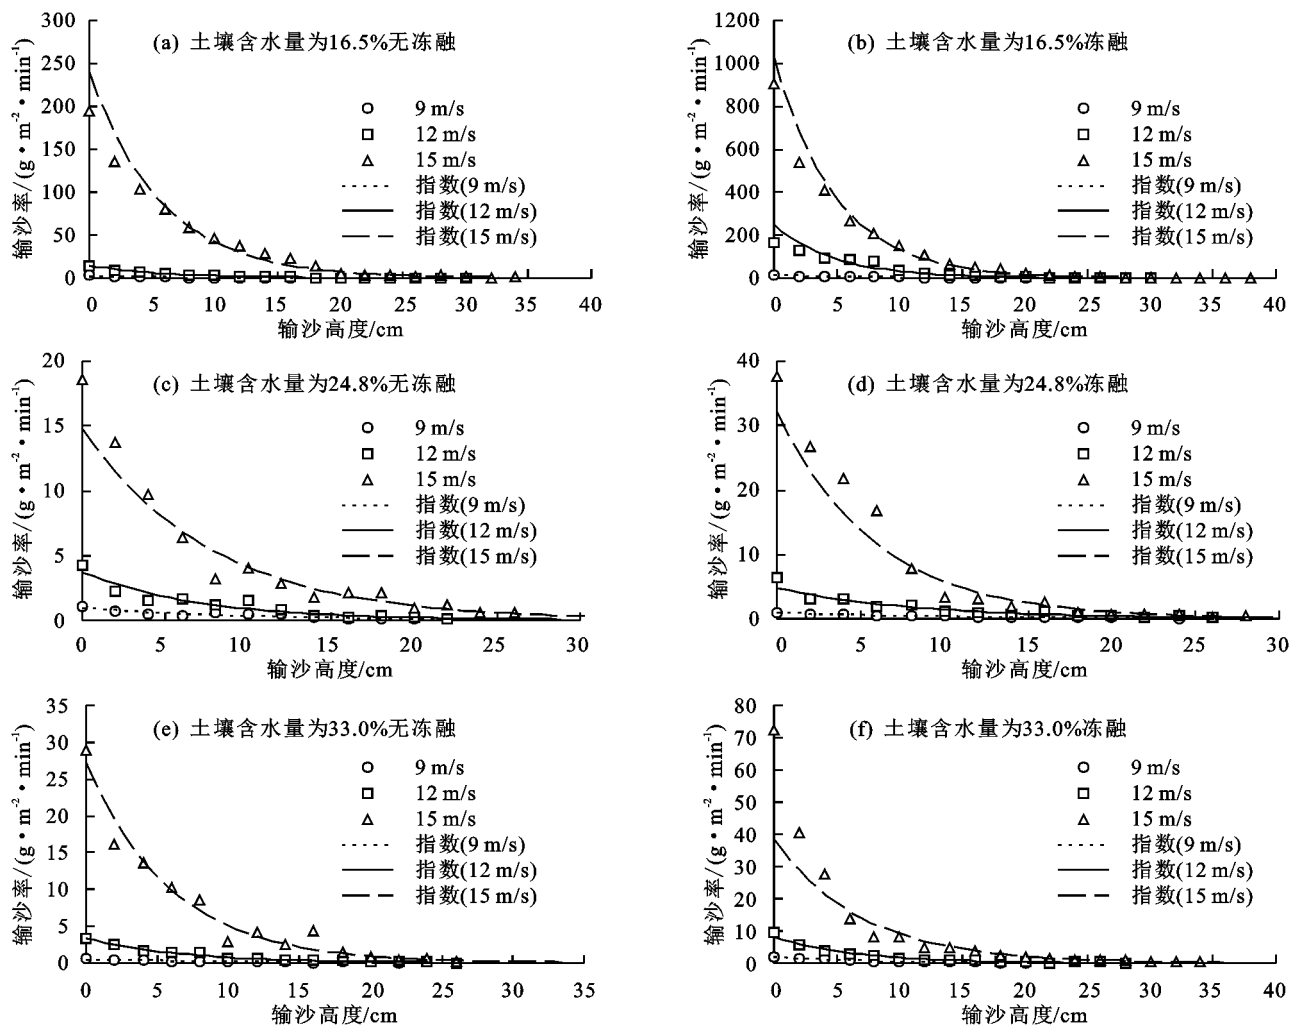 (a) 土壤含水量为16.5%无冻融
输沙率/(g·m⁻²·min⁻¹)
300
250
200
150
100
50
0
9 m/s
12 m/s
15 m/s
指数(9 m/s)
指数(12 m/s)
指数(15 m/s)
0 5 10 15 20 25 30 35 40
输沙高度/cm
(b) 土壤含水量为16.5%冻融
输沙率/(g·m⁻²·min⁻¹)
1200
1000
800
600
400
200
0
9 m/s
12 m/s
15 m/s
指数(9 m/s)
指数(12 m/s)
指数(15 m/s)
0 5 10 15 20 25 30 35 40
输沙高度/cm
(c) 土壤含水量为24.8%无冻融
输沙率/(g·m⁻²·min⁻¹)
20
15
10
5
0
9 m/s
12 m/s
15 m/s
指数(9 m/s)
指数(12 m/s)
指数(15 m/s)
0 5 10 15 20 25 30
输沙高度/cm
(d) 土壤含水量为24.8%冻融
输沙率/(g·m⁻²·min⁻¹)
40
30
20
10
0
9 m/s
12 m/s
15 m/s
指数(9 m/s)
指数(12 m/s)
指数(15 m/s)
0 5 10 15 20 25 30
输沙高度/cm
(e) 土壤含水量为33.0%无冻融
输沙率/(g·m⁻²·min⁻¹)
35
30
25
20
15
10
5
0
9 m/s
12 m/s
15 m/s
指数(9 m/s)
指数(12 m/s)
指数(15 m/s)
0 5 10 15 20 25 30 35
输沙高度/cm
(f) 土壤含水量为33.0%冻融
输沙率/(g·m⁻²·min⁻¹)
80
70
60
50
40
30
20
10
0
9 m/s
12 m/s
15 m/s
指数(9 m/s)
指数(12 m/s)
指数(15 m/s)
0 5 10 15 20 25 30 35 40
输沙高度/cm